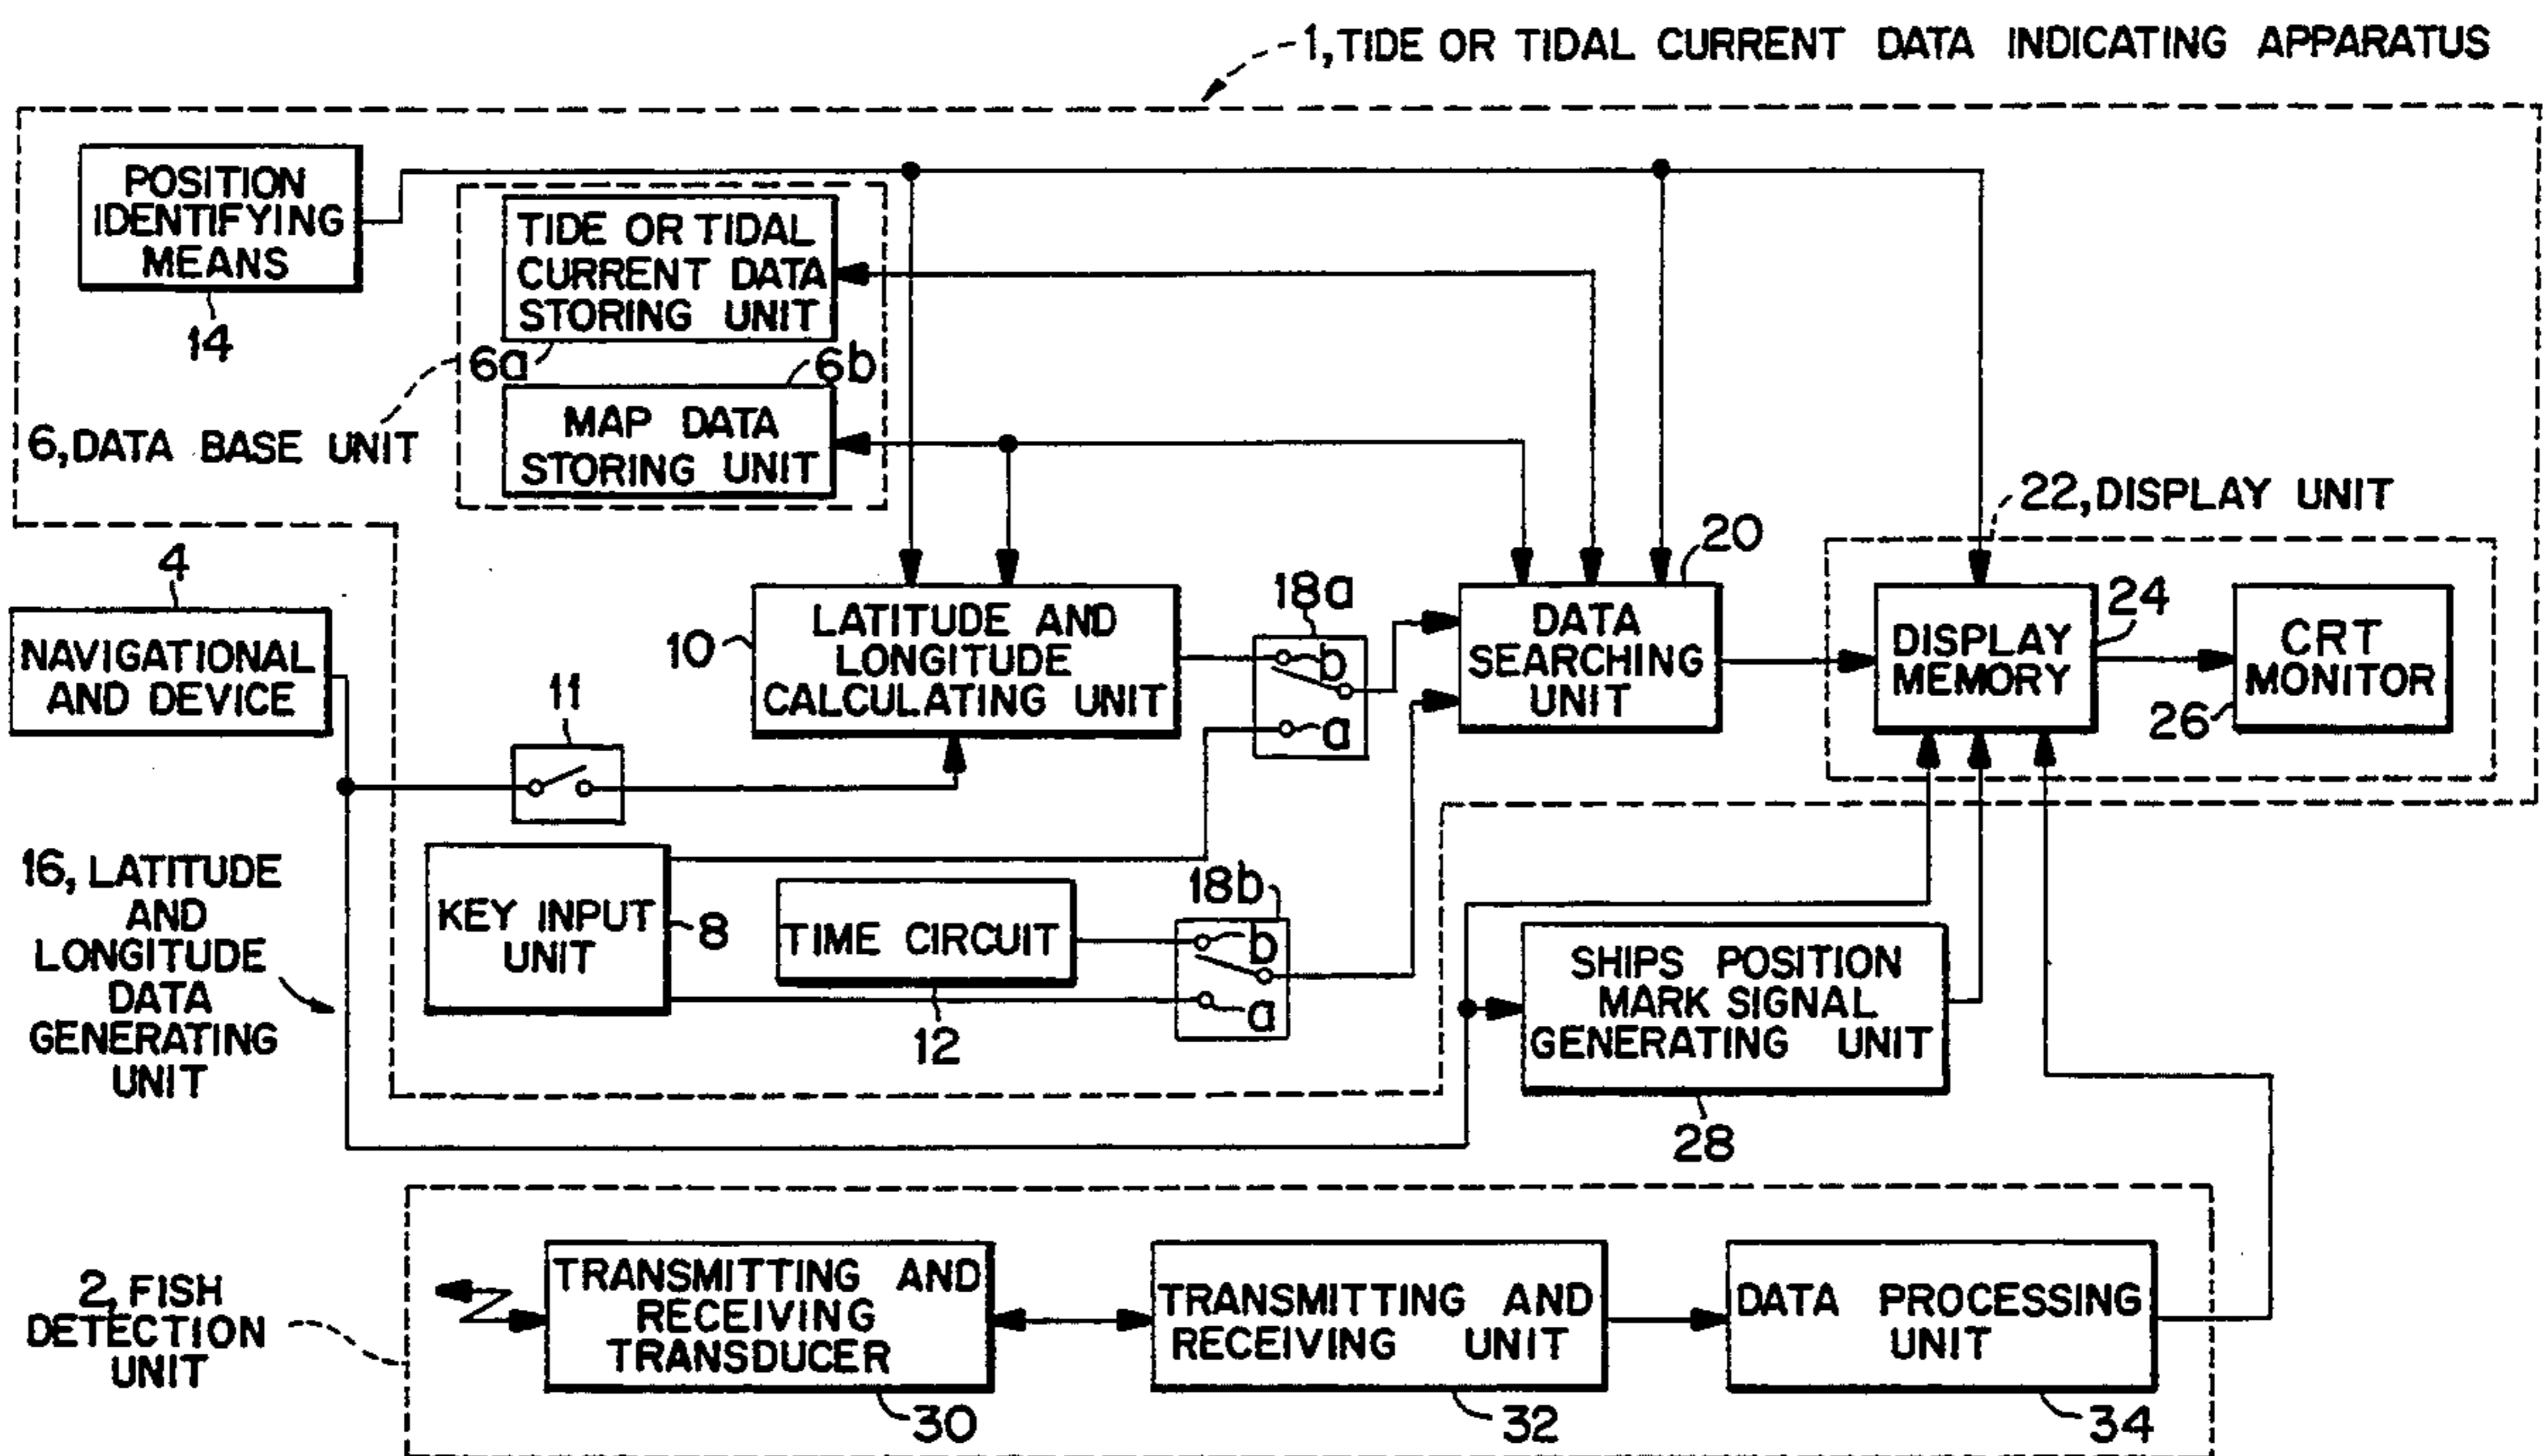 1, TIDE OR TIDAL CURRENT DATA INDICATING APPARATUS
POSITION
IDENTIFYING
MEANS
14
TIDE OR TIDAL
CURRENT DATA
STORING UNIT
6a
6b
MAP DATA
STORING UNIT
6, DATA BASE UNIT
22, DISPLAY UNIT
4
NAVIGATIONAL
AND DEVICE
11
10
LATITUDE AND
LONGITUDE
CALCULATING UNIT
18a
b
a
20
DATA
SEARCHING
UNIT
24
DISPLAY
MEMORY
26
CRT
MONITOR
16, LATITUDE
AND
LONGITUDE
DATA
GENERATING
UNIT
KEY INPUT
UNIT
8
TIME CIRCUIT
12
18b
b
a
SHIPS POSITION
MARK SIGNAL
GENERATING UNIT
28
2, FISH
DETECTION
UNIT
TRANSMITTING AND
RECEIVING
TRANSDUCER
30
TRANSMITTING AND
RECEIVING UNIT
32
DATA PROCESSING
UNIT
34